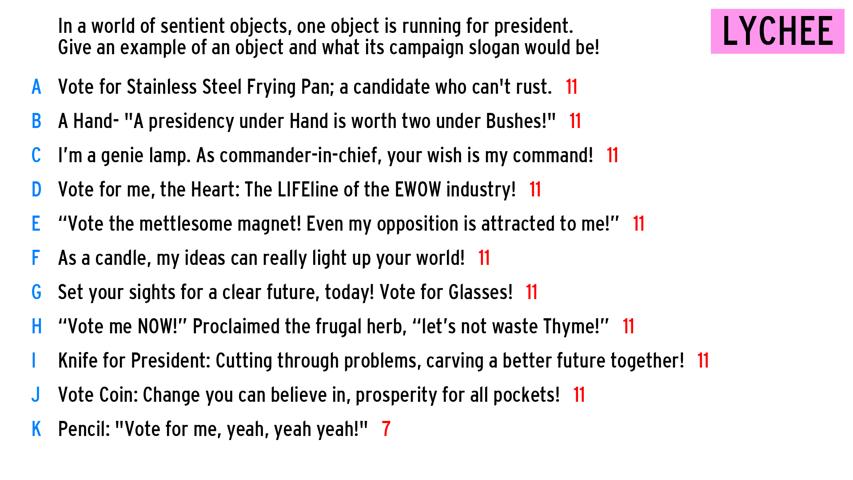 In a world of sentient objects, one object is running for president.
Give an example of an object and what its campaign slogan would be!
LYCHEE
A Vote for Stainless Steel Frying Pan; a candidate who can't rust. 11
B A Hand- "A presidency under Hand is worth two under Bushes!" 11
C I'm a genie lamp. As commander-in-chief, your wish is my command! 11
D Vote for me, the Heart: The LIFEline of the EWOW industry! 11
E “Vote the mettlesome magnet! Even my opposition is attracted to me!” 11
F As a candle, my ideas can really light up your world! 11
G Set your sights for a clear future, today! Vote for Glasses! 11
H “Vote me NOW!” Proclaimed the frugal herb, “let’s not waste Thyme!” 11
I Knife for President: Cutting through problems, carving a better future together! 11
J Vote Coin: Change you can believe in, prosperity for all pockets! 11
K Pencil: "Vote for me, yeah, yeah yeah!" 7